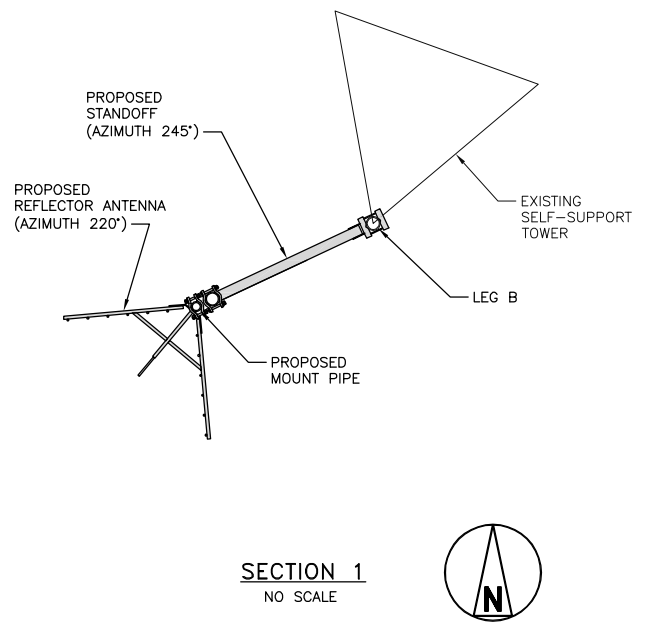 PROPOSED
STANDOFF
(AZIMUTH 245°)
PROPOSED
REFLECTOR ANTENNA
(AZIMUTH 220°)
EXISTING
SELF-SUPPORT
TOWER
LEG B
PROPOSED
MOUNT PIPE
SECTION 1
NO SCALE
N